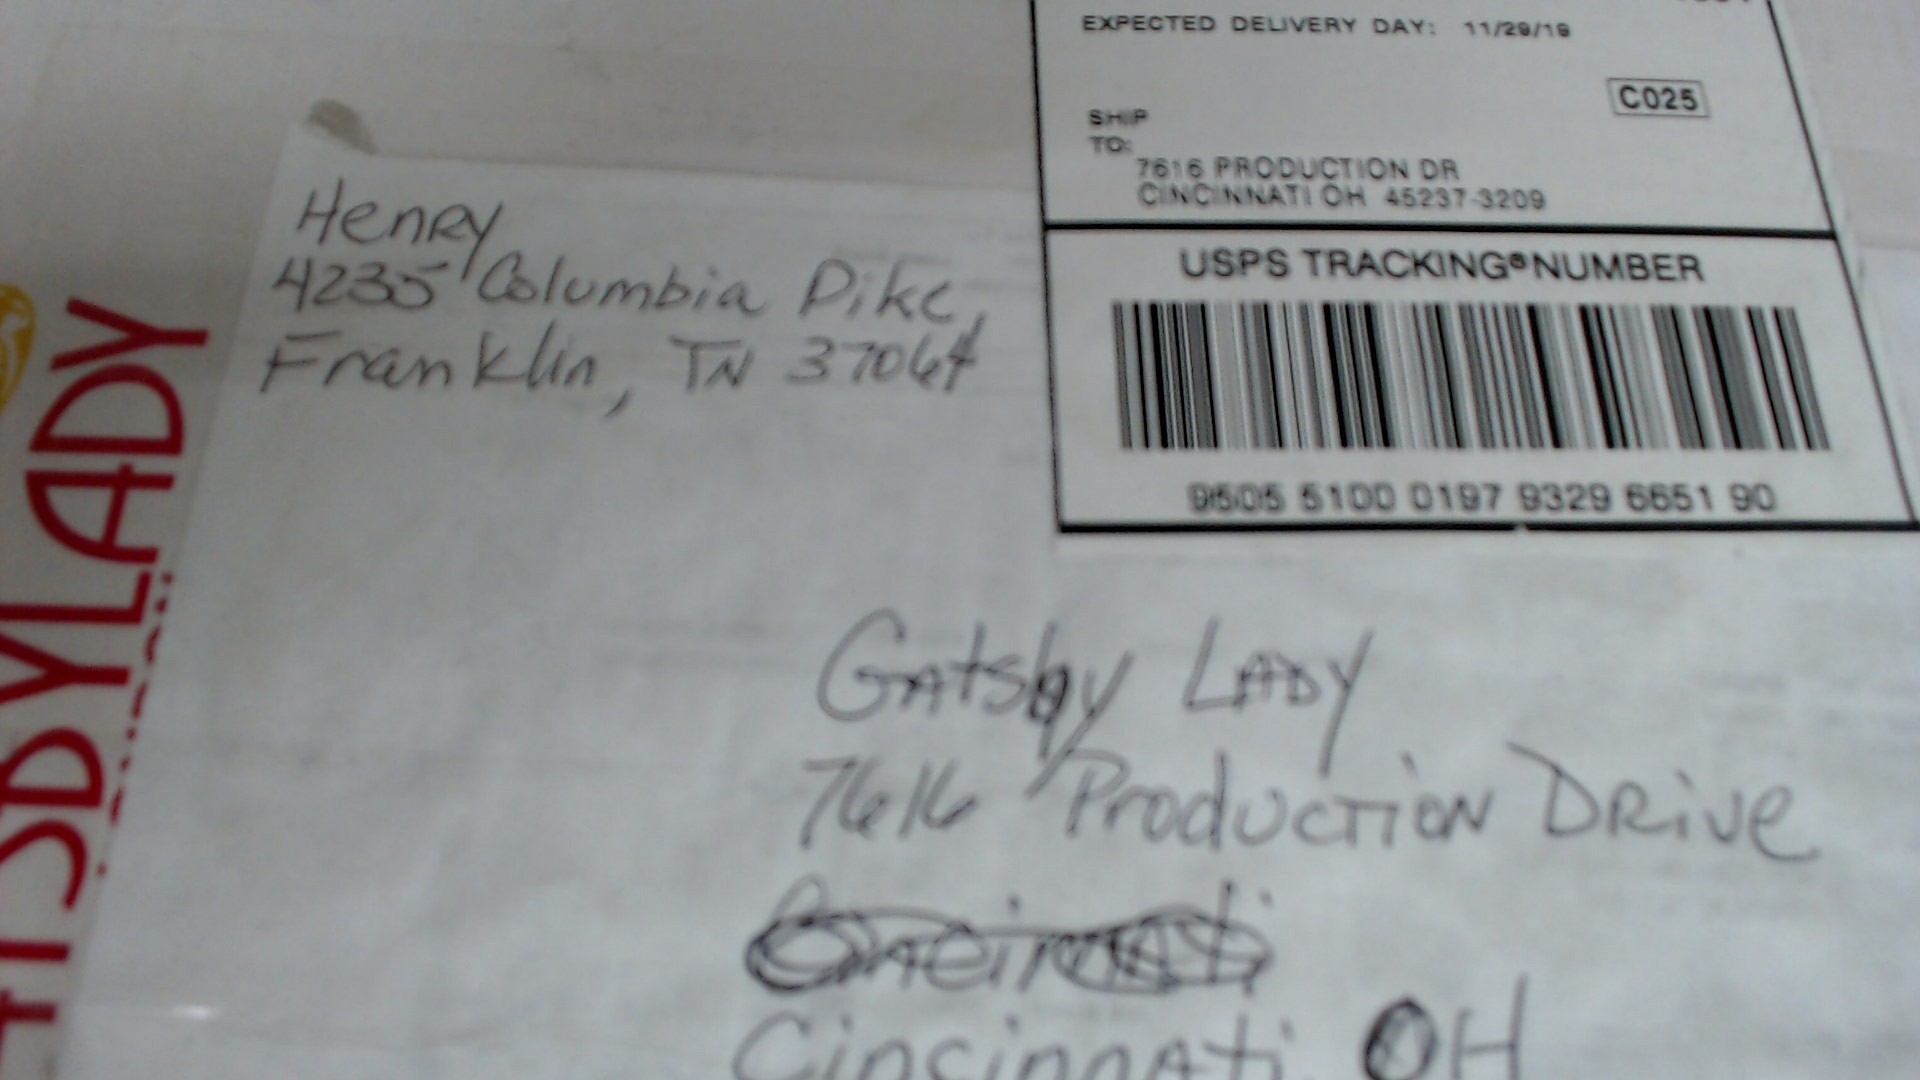 EXPECTED DELIVERY DAY: 11/29/19
C025
SHIP
TO:
7616 PRODUCTION DR
CINCINNATI OH 45237-3209
USPS TRACKING® NUMBER
9505 5100 0197 9329 6651 90
Henry
4235 Columbia Pike,
Franklin, TN 37064
Gatsby LADY
7616 Production Drive
Cincinnati OH
TSBYLADY